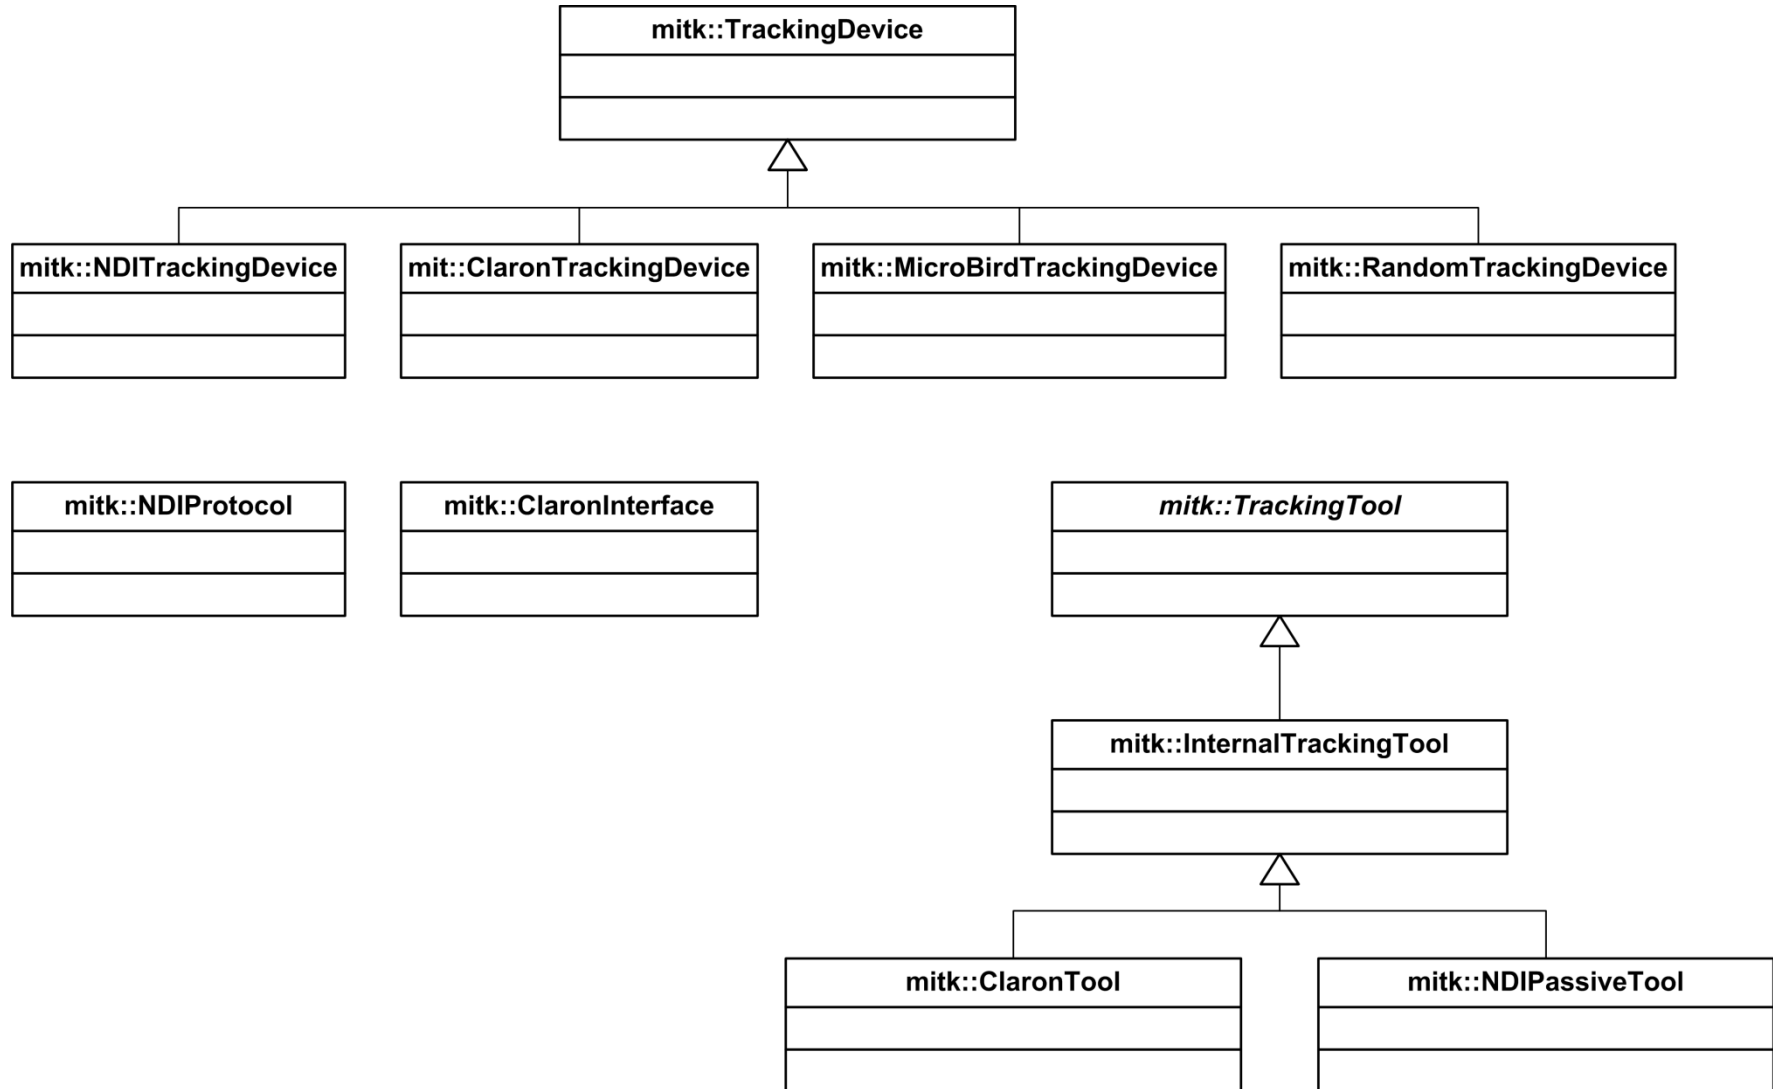 mitk::TrackingDevice
mitk::NDITrackingDevice
mit::ClaronTrackingDevice
mitk::MicroBirdTrackingDevice
mitk::RandomTrackingDevice
mitk::NDIProtocol
mitk::ClaronInterface
mitk::TrackingTool
mitk::InternalTrackingTool
mitk::ClaronTool
mitk::NDIPassiveTool